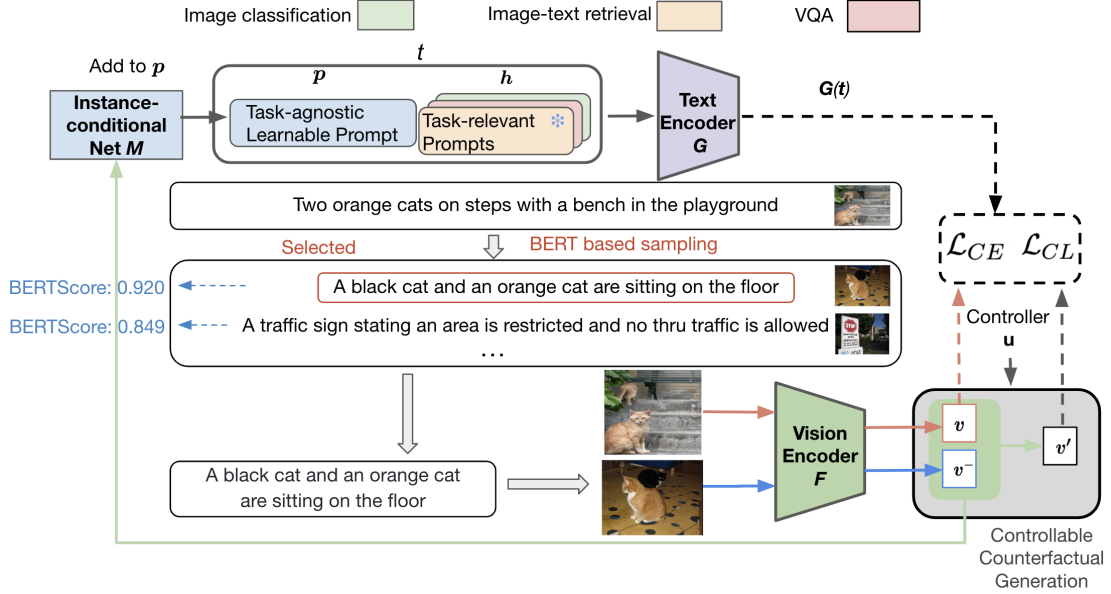 Image classification
Image-text retrieval
VQA
Add to p
t
p
h
Instance-
conditional
Net M
Task-agnostic
Learnable Prompt
Task-relevant
Prompts
Text
Encoder
G
G(t)
Two orange cats on steps with a bench in the playground
Selected
BERT based sampling
BERTScore: 0.920
A black cat and an orange cat are sitting on the floor
BERTScore: 0.849
A traffic sign stating an area is restricted and no thru traffic is allowed
STOP
...
ℒCE ℒCL
Controller
u
A black cat and an orange cat
are sitting on the floor
Vision
Encoder
F
v
v⁻
v′
Controllable
Counterfactual
Generation